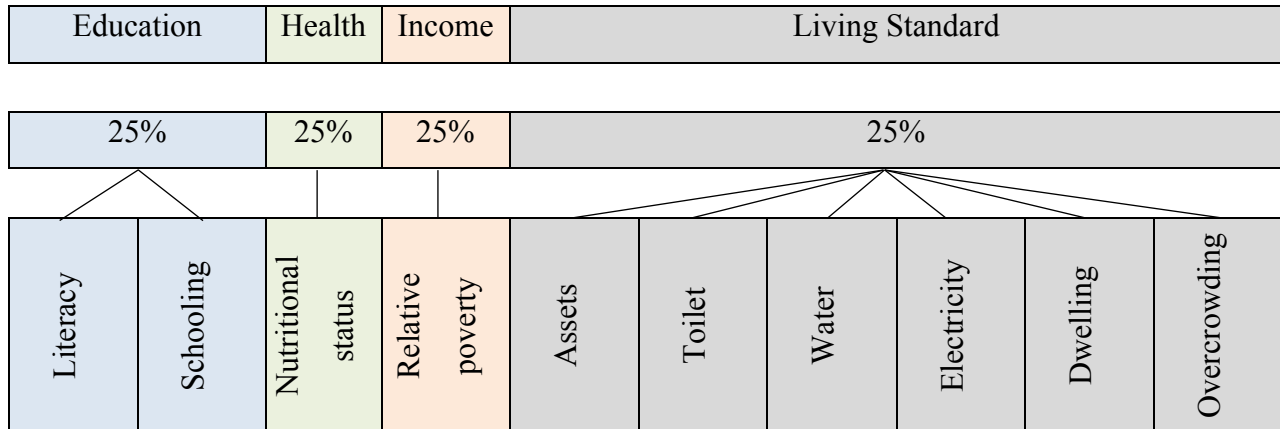 Education Health Income Living Standard
25% 25% 25% 25%
Literacy
Schooling
Nutritional
status
Relative
poverty
Assets
Toilet
Water
Electricity
Dwelling
Overcrowding